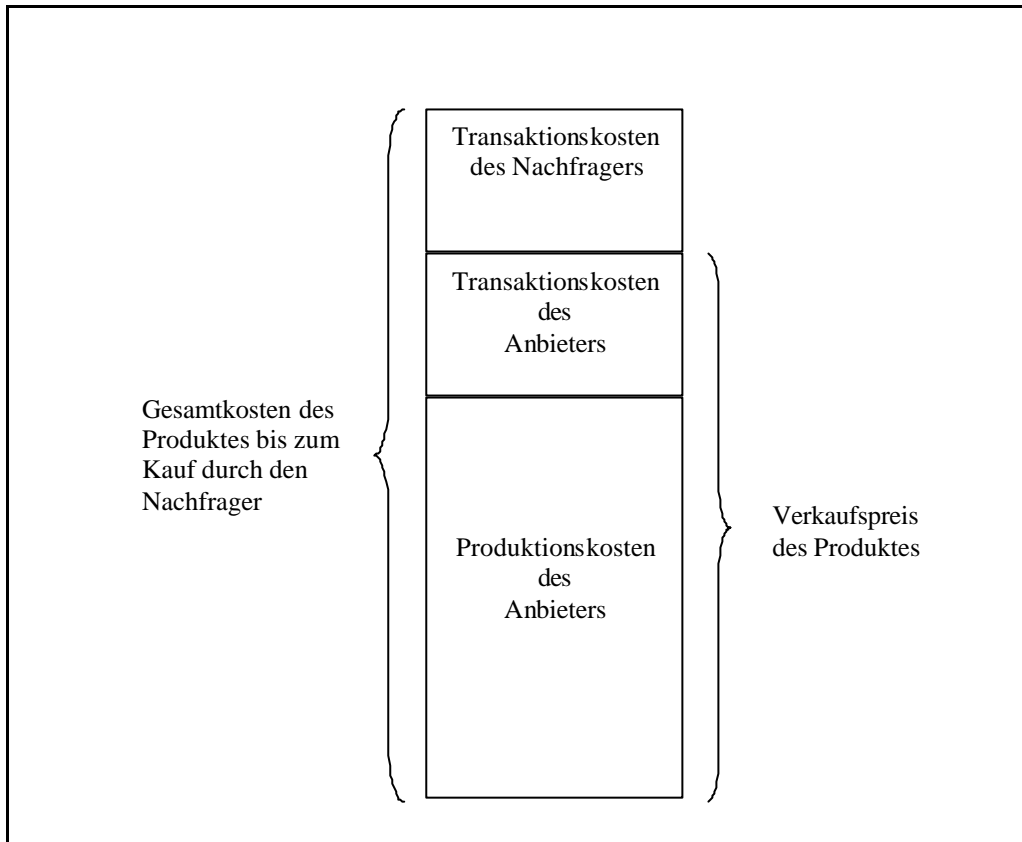 Transaktionskosten
des Nachfragers
Transaktionskosten
des
Anbieters
Gesamtkosten des
Produktes bis zum
Kauf durch den
Nachfrager
Produktionskosten
des
Anbieters
Verkaufspreis
des Produktes